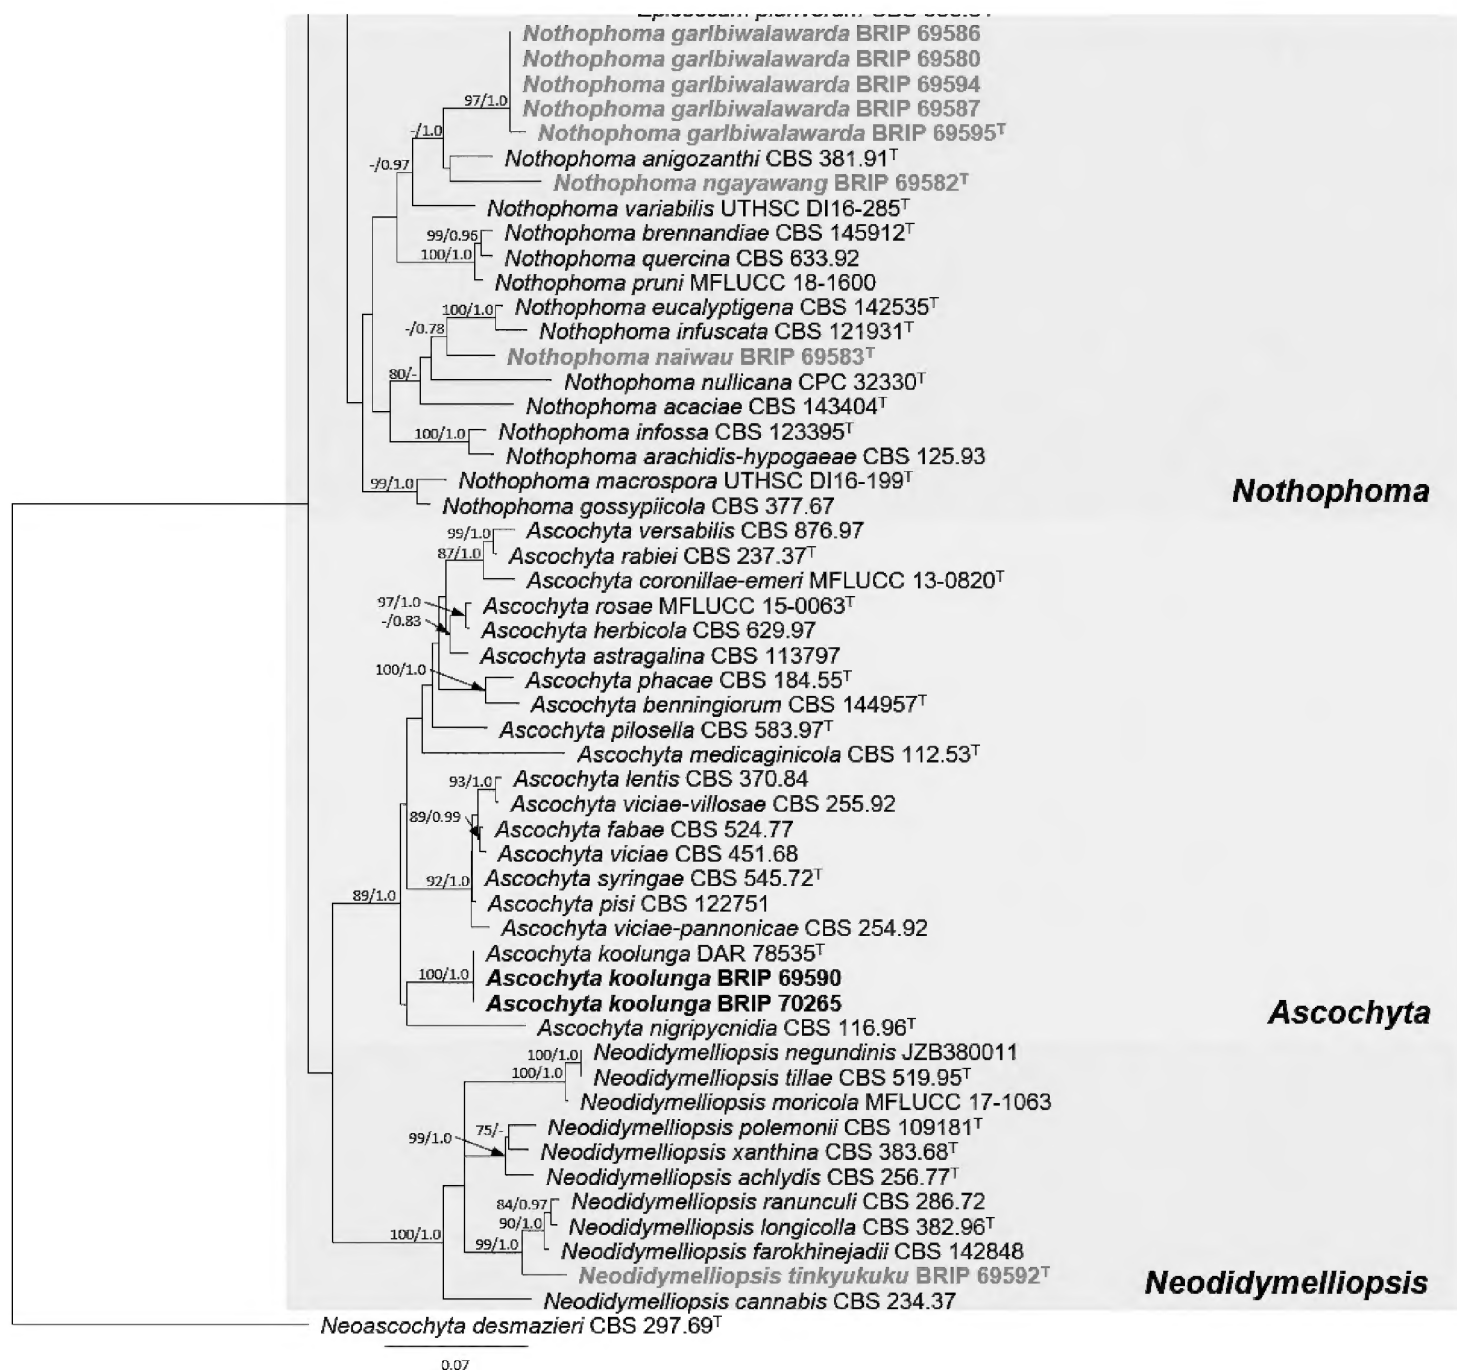 Nothophoma garlbiwalawarda BRIP 69586
Nothophoma garlbiwalawarda BRIP 69580
Nothophoma garlbiwalawarda BRIP 69594
Nothophoma garlbiwalawarda BRIP 69587
97/1.0
Nothophoma garlbiwalawarda BRIP 69595ᵀ
-/1.0
Nothophoma anigozanthi CBS 381.91ᵀ
-/0.97
Nothophoma ngayawang BRIP 69582ᵀ
Nothophoma variabilis UTHSC DI16-285ᵀ
99/0.96
Nothophoma brennandiae CBS 145912ᵀ
100/1.0
Nothophoma quercina CBS 633.92
Nothophoma pruni MFLUCC 18-1600
100/1.0
Nothophoma eucalyptigena CBS 142535ᵀ
-/0.78
Nothophoma infuscata CBS 121931ᵀ
Nothophoma naiwau BRIP 69583ᵀ
80/-
Nothophoma nullicana CPC 32330ᵀ
Nothophoma acaciae CBS 143404ᵀ
100/1.0
Nothophoma infossa CBS 123395ᵀ
Nothophoma arachidis-hypogaeae CBS 125.93
99/1.0
Nothophoma macrospora UTHSC DI16-199ᵀ
Nothophoma
Nothophoma gossypiicola CBS 377.67
99/1.0
Ascochyta versabilis CBS 876.97
87/1.0
Ascochyta rabiei CBS 237.37ᵀ
Ascochyta coronillae-emeri MFLUCC 13-0820ᵀ
97/1.0
Ascochyta rosae MFLUCC 15-0063ᵀ
-/0.83
Ascochyta herbicola CBS 629.97
Ascochyta astragalina CBS 113797
100/1.0
Ascochyta phacae CBS 184.55ᵀ
Ascochyta benningiorum CBS 144957ᵀ
Ascochyta pilosella CBS 583.97ᵀ
Ascochyta medicaginicola CBS 112.53ᵀ
93/1.0
Ascochyta lentis CBS 370.84
Ascochyta viciae-villosae CBS 255.92
89/0.99
Ascochyta fabae CBS 524.77
Ascochyta viciae CBS 451.68
92/1.0
Ascochyta syringae CBS 545.72ᵀ
89/1.0
Ascochyta pisi CBS 122751
Ascochyta viciae-pannonicae CBS 254.92
Ascochyta koolunga DAR 78535ᵀ
100/1.0
Ascochyta koolunga BRIP 69590
Ascochyta koolunga BRIP 70265
Ascochyta
Ascochyta nigripycnidia CBS 116.96ᵀ
100/1.0
Neodidymelliopsis negundinis JZB380011
100/1.0
Neodidymelliopsis tillae CBS 519.95ᵀ
Neodidymelliopsis moricola MFLUCC 17-1063
75/-
Neodidymelliopsis polemonii CBS 109181ᵀ
99/1.0
Neodidymelliopsis xanthina CBS 383.68ᵀ
Neodidymelliopsis achlydis CBS 256.77ᵀ
84/0.97
Neodidymelliopsis ranunculi CBS 286.72
90/1.0
Neodidymelliopsis longicolla CBS 382.96ᵀ
100/1.0
99/1.0
Neodidymelliopsis farokhinejadii CBS 142848
Neodidymelliopsis tinkyukuku BRIP 69592ᵀ
Neodidymelliopsis
Neodidymelliopsis cannabis CBS 234.37
Neoascochyta desmazieri CBS 297.69ᵀ
0.07